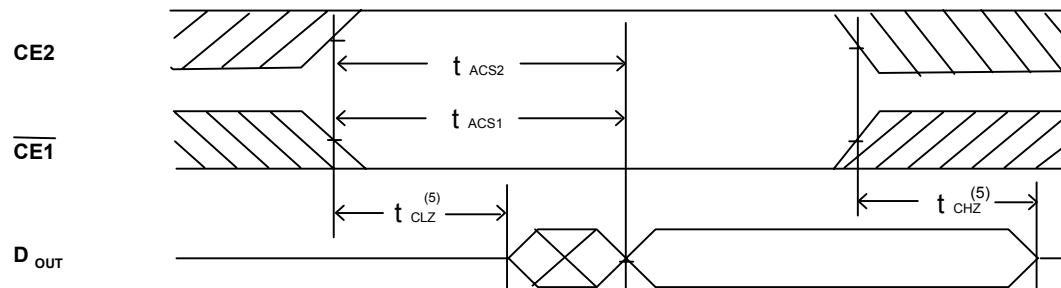 CE2
t ACS2
t ACS1
CE1
t CLZ (5)
t CHZ (5)
D OUT